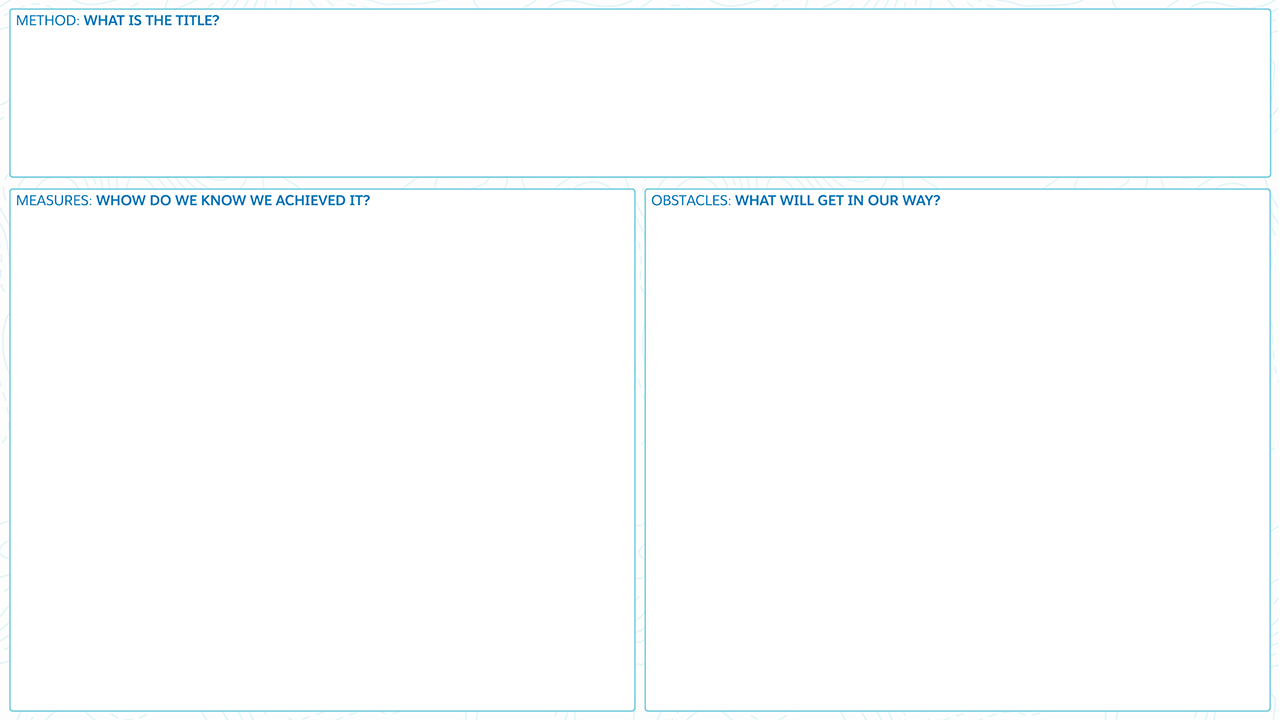 METHOD: WHAT IS THE TITLE?
MEASURES: WHOW DO WE KNOW WE ACHIEVED IT?
OBSTACLES: WHAT WILL GET IN OUR WAY?